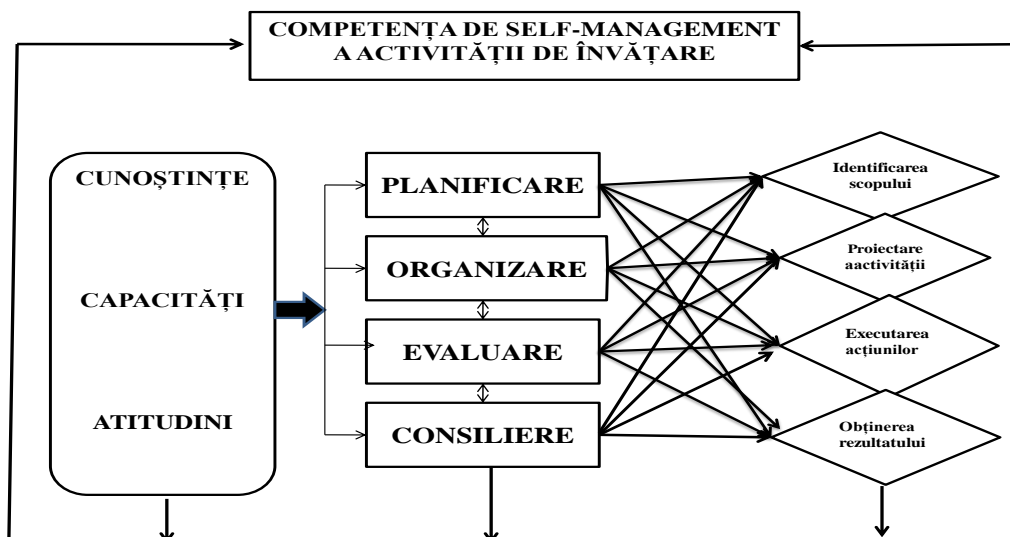 COMPETENȚA DE SELF-MANAGEMENT
A ACTIVITĂȚII DE ÎNVĂȚARE
CUNOȘTINȚE
CAPACITĂȚI
ATITUDINI
PLANIFICARE
ORGANIZARE
EVALUARE
CONSILIERE
Identificarea
scopului
Proiectare
aactivității
Executarea
acțiunilor
Obținerea
rezultatului